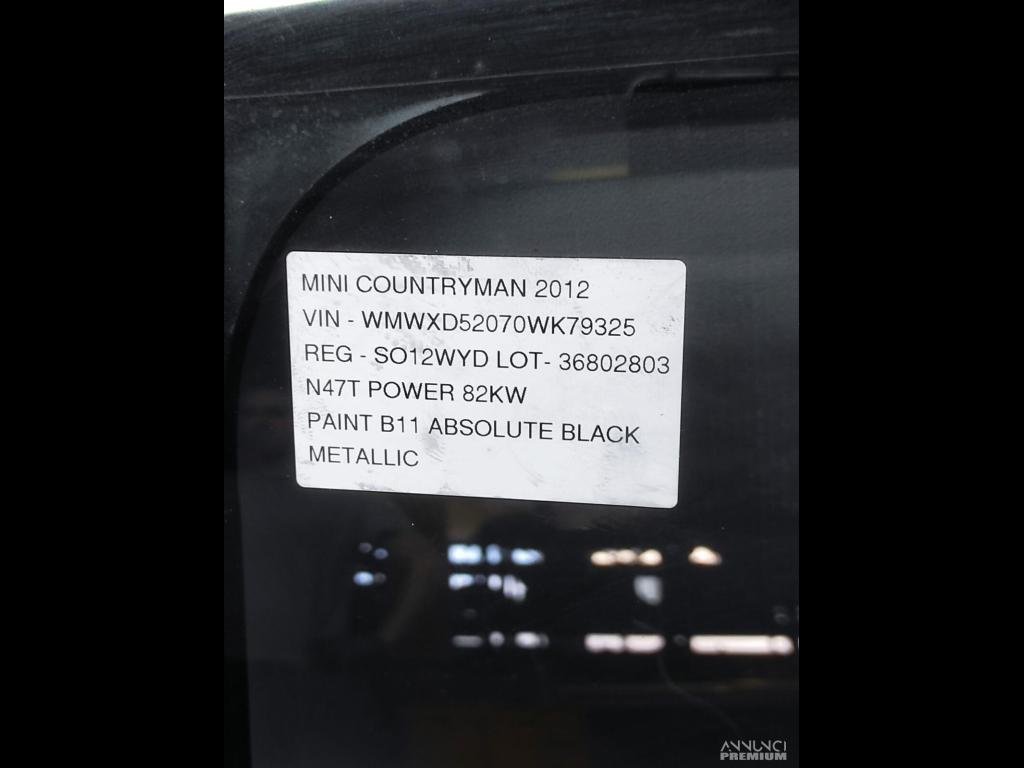 MINI COUNTRYMAN 2012
VIN - WMWXD52070WK79325
REG - SO12WYD LOT- 36802803
N47T POWER 82KW
PAINT B11 ABSOLUTE BLACK
METALLIC
ANNUNCI
PREMIUM